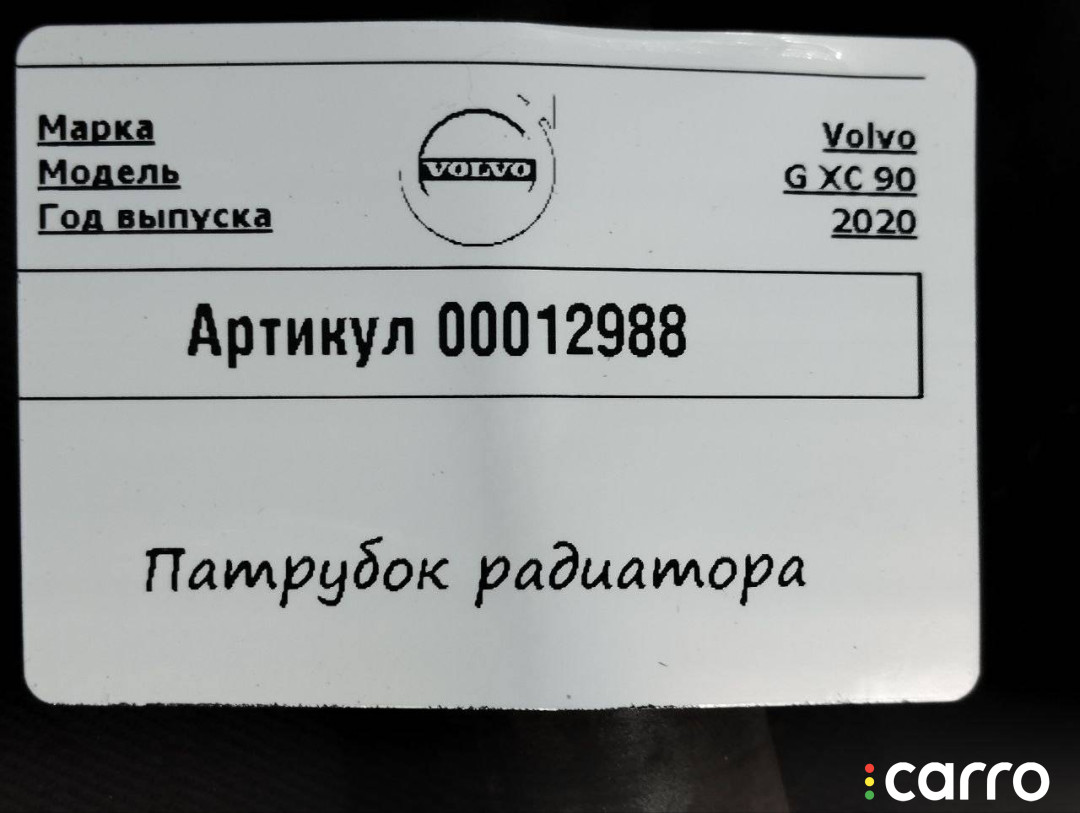 Марка
Модель
Год выпуска
VOLVO
Volvo
G XC 90
2020
Артикул 00012988
Патрубок радиатора
carro